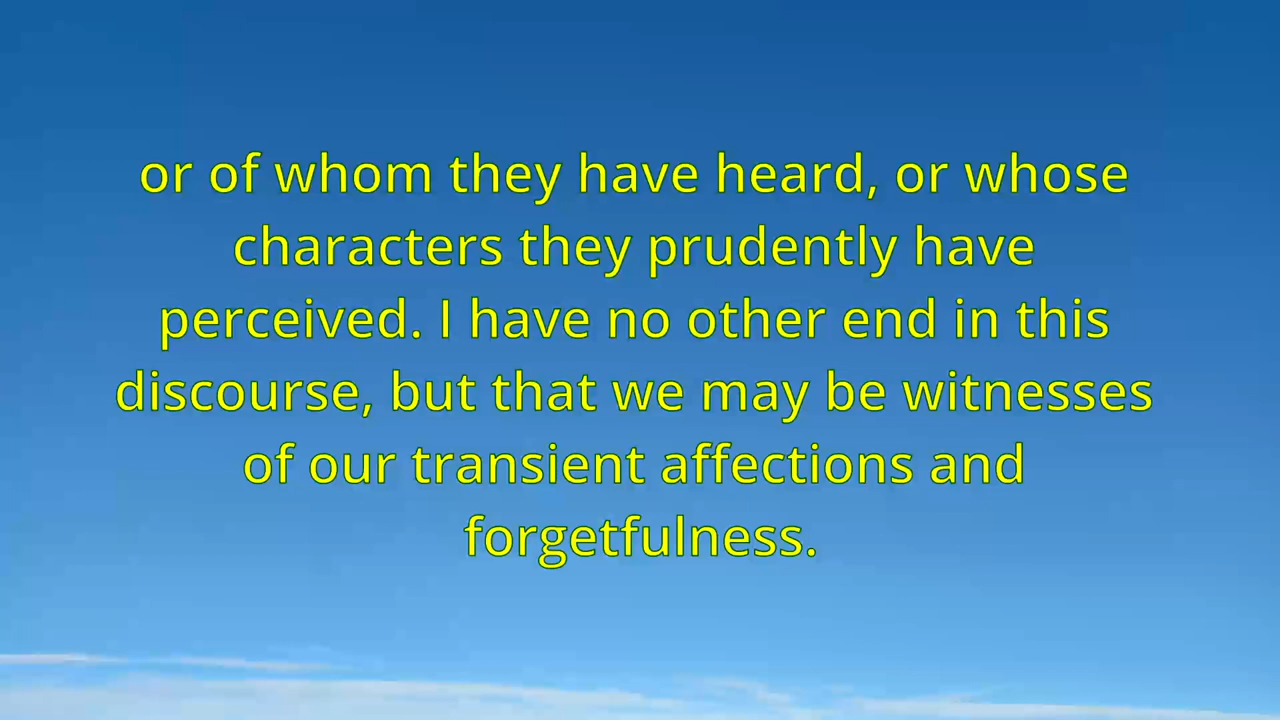 or of whom they have heard, or whose
characters they prudently have
perceived. I have no other end in this
discourse, but that we may be witnesses
of our transient affections and
forgetfulness.